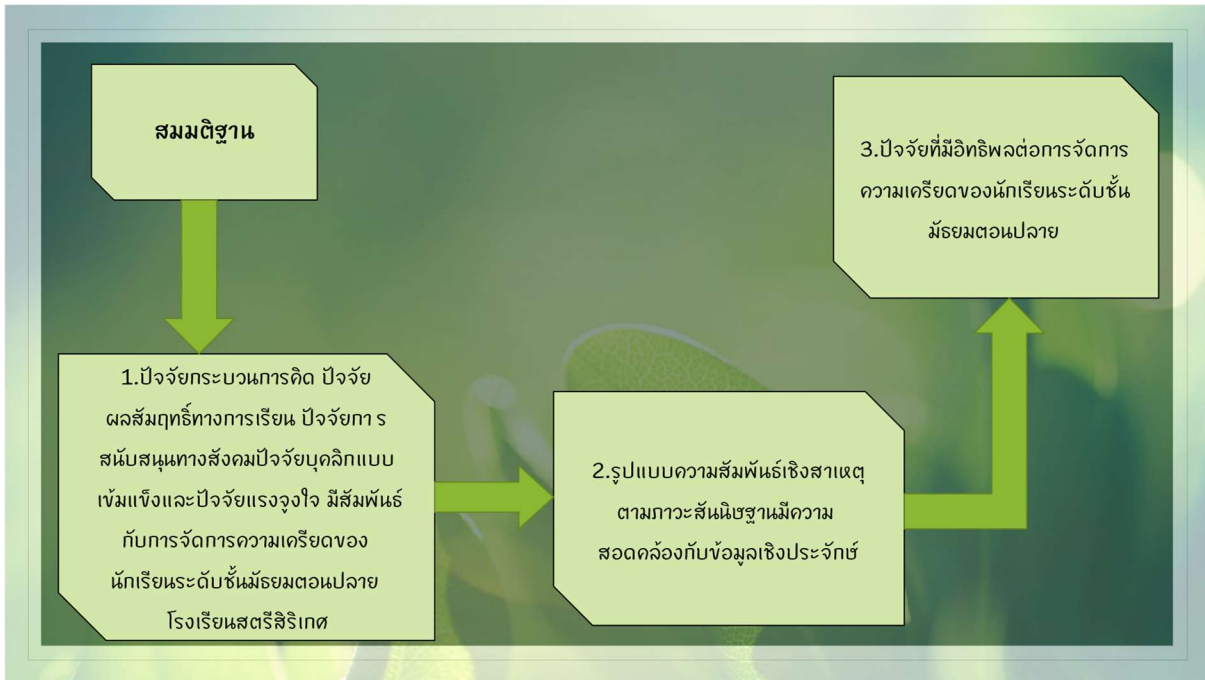 สมมติฐาน
1.ปัจจัยกระบวนการคิด ปัจจัย
ผลสัมฤทธิ์ทางการเรียน ปัจจัยกา ร
สนับสนุนทางสังคมปัจจัยบุคลิกแบบ
เข้มแข็งและปัจจัยแรงจูงใจ มีสัมพันธ์
กับการจัดการความเครียดของ
นักเรียนระดับชั้นมัธยมตอนปลาย
โรงเรียนสตรีสิริเกศ
2.รูปแบบความสัมพันธ์เชิงสาเหตุ
ตามภาวะสันนิษฐานมีความ
สอดคล้องกับข้อมูลเชิงประจักษ์
3.ปัจจัยที่มีอิทธิพลต่อการจัดการ
ความเครียดของนักเรียนระดับชั้น
มัธยมตอนปลาย